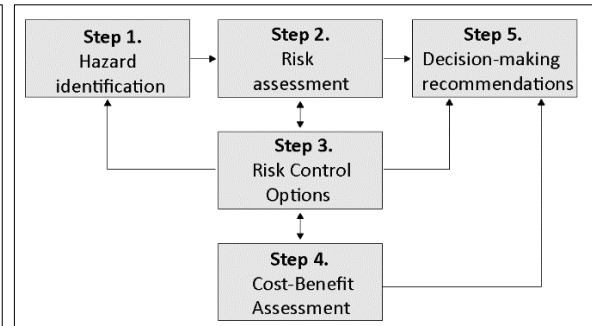 Step 1.
Hazard
identification
Step 2.
Risk
assessment
Step 5.
Decision-making
recommendations
Step 3.
Risk Control
Options
Step 4.
Cost-Benefit
Assessment